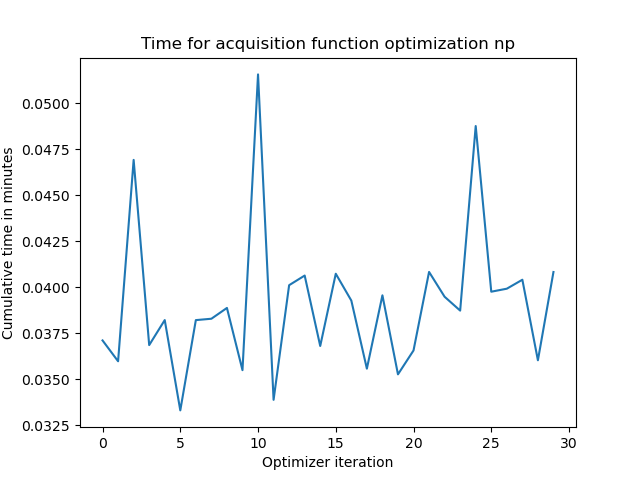 Time for acquisition function optimization np
Cumulative time in minutes
0.0500
0.0475
0.0450
0.0425
0.0400
0.0375
0.0350
0.0325
0 5 10 15 20 25 30
Optimizer iteration